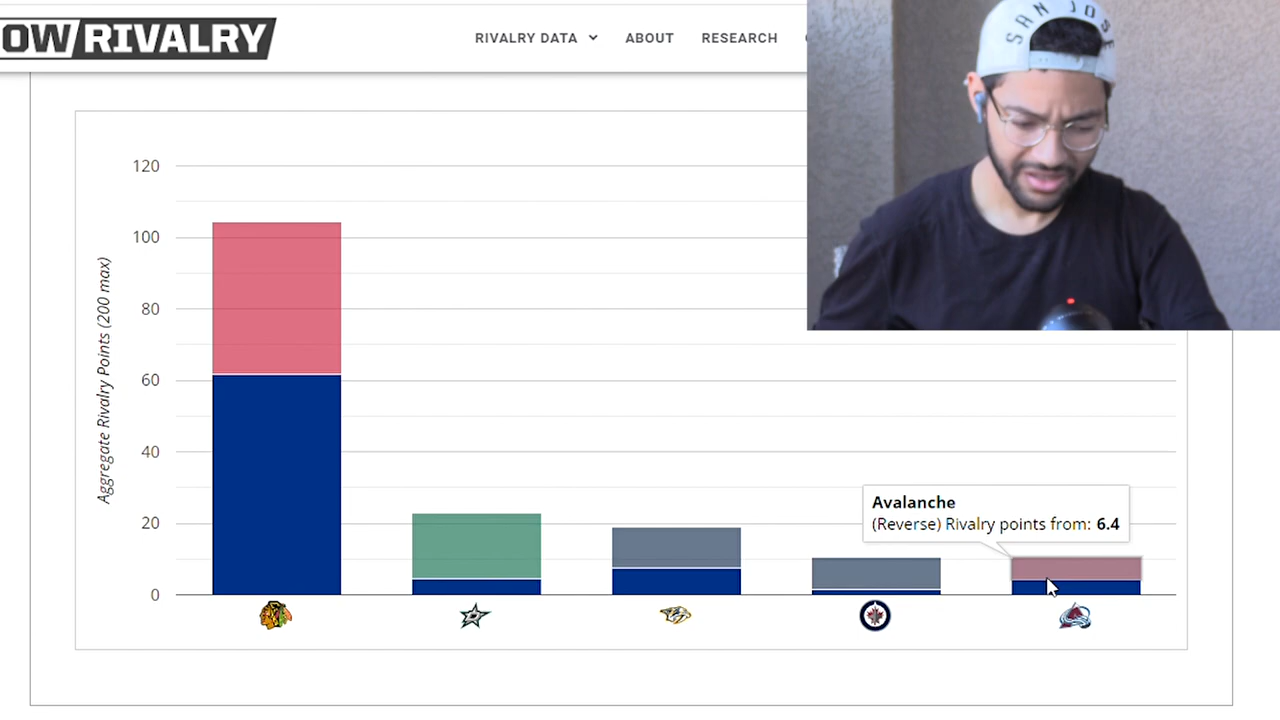 OW RIVALRY
RIVALRY DATA
ABOUT
RESEARCH
SAN JOS
120
100
80
60
40
20
0
Aggregate Rivalry Points (200 max)
Avalanche
(Reverse) Rivalry points from: 6.4